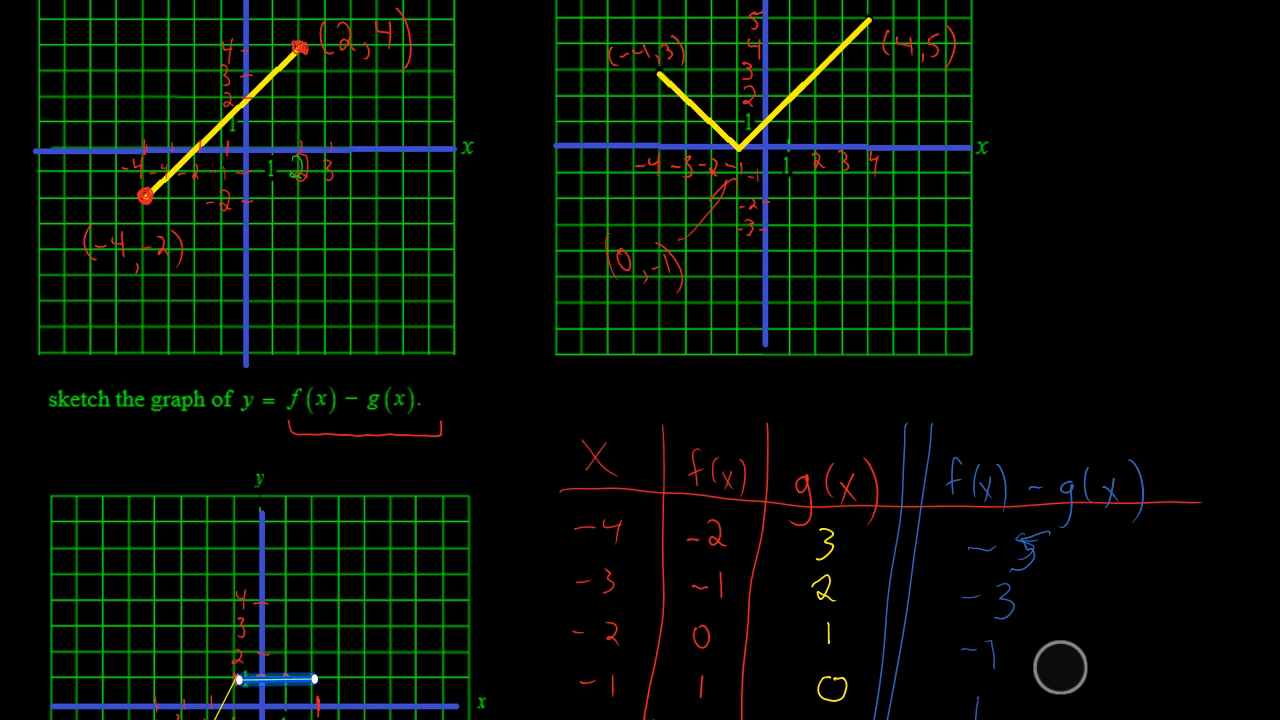 (2,4)
4
3
2
1
x
-4 -4 -2 -1 1 2 3
-2
(-4,-2)
5
(-4,3)
4
(4,5)
3
2
1
x
-4 -3 -2 -1 1 2 3 4
-1
-2
-3
(0,-1)
sketch the graph of y = f(x) − g(x).
y
4
3
2
1
x
X f(x) g(x) f(x) - g(x)
-4 -2 3 -5
-3 -1 2 -3
-2 0 1 -1
-1 1 0 1